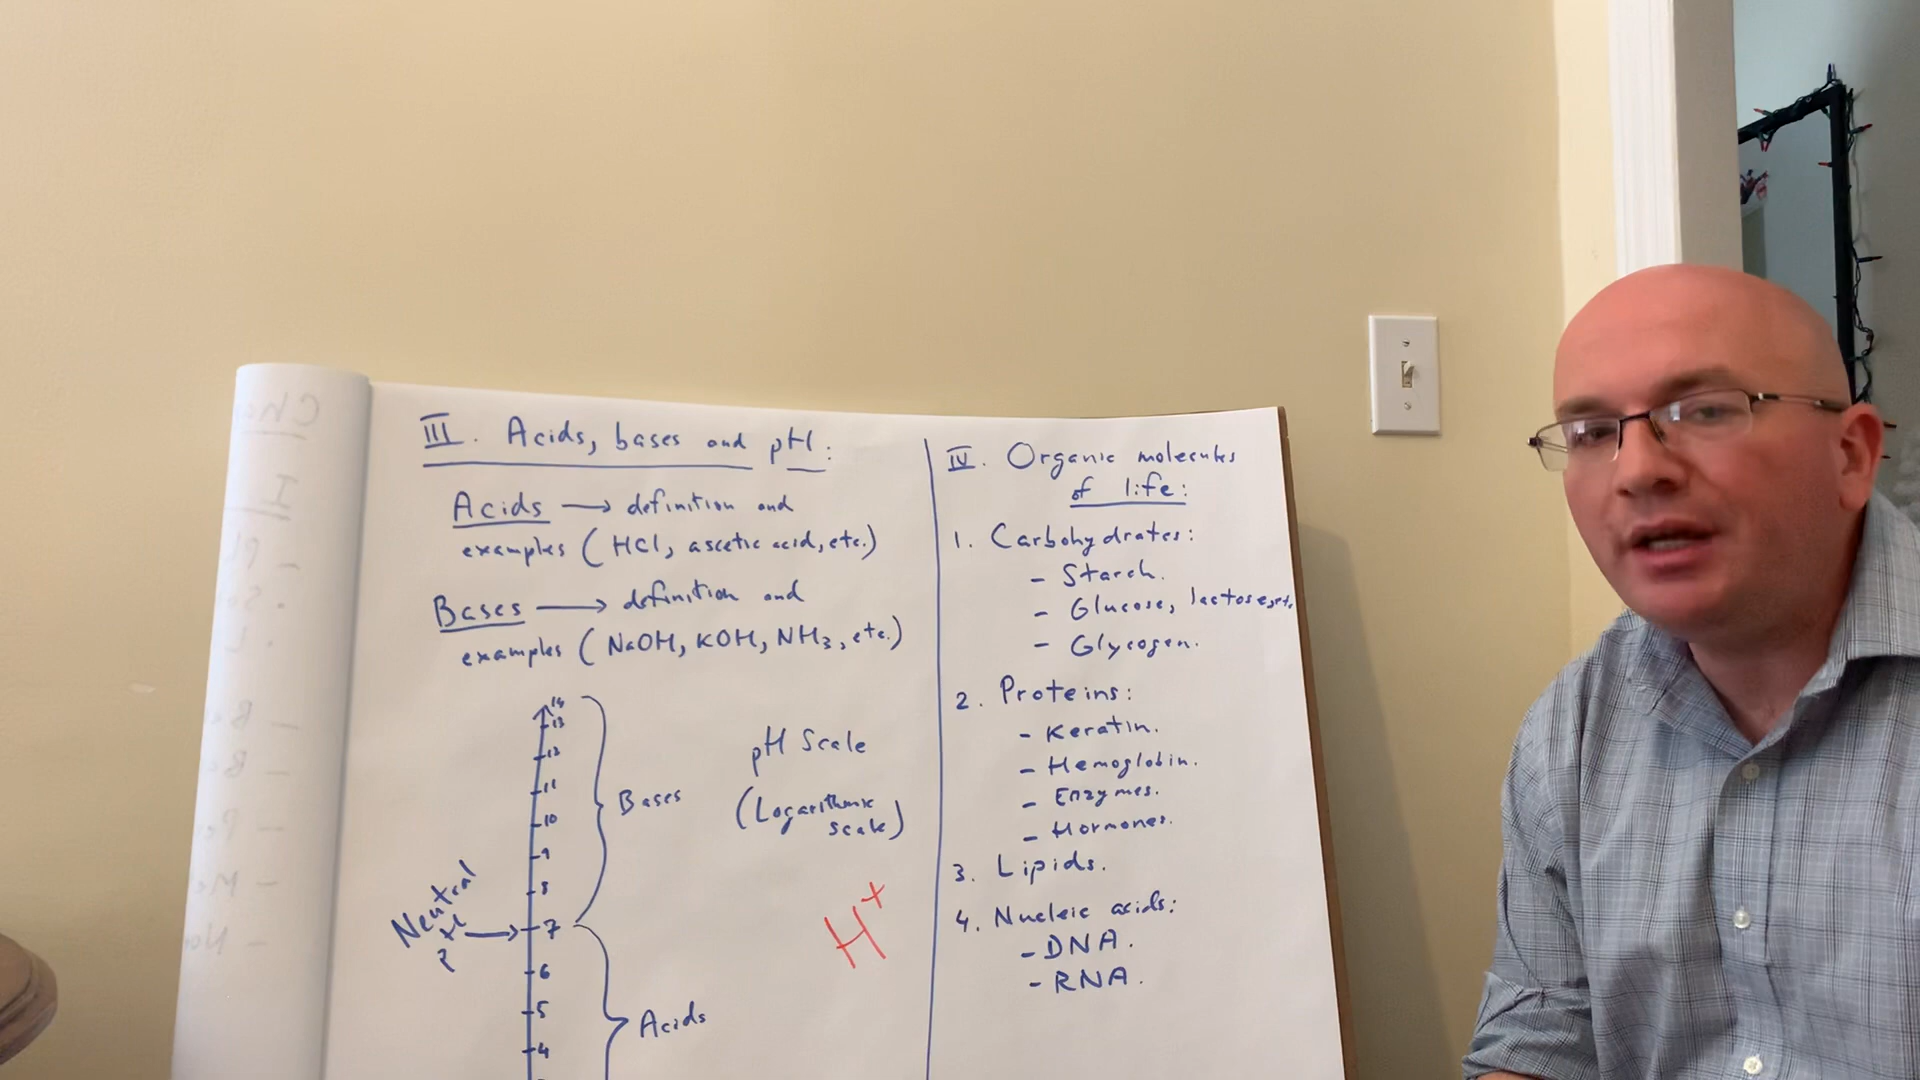 III. Acids, bases and pH:
Acids → definition and
examples (HCl, ascetic acid, etc.)
Bases → definition and
examples (NaOH, KOH, NH₃, etc.)
14
13
12
11
10
9
8
7
6
5
4
Bases
Acids
Neutral
pH
pH Scale
(Logarithmic
scale)
H⁺
IV. Organic molecules
of life:
1. Carbohydrates:
- Starch.
- Glucose, lactose, etc.
- Glycogen.
2. Proteins:
- Keratin.
- Hemoglobin.
- Enzymes.
- Hormones.
3. Lipids.
4. Nucleic acids:
- DNA.
- RNA.